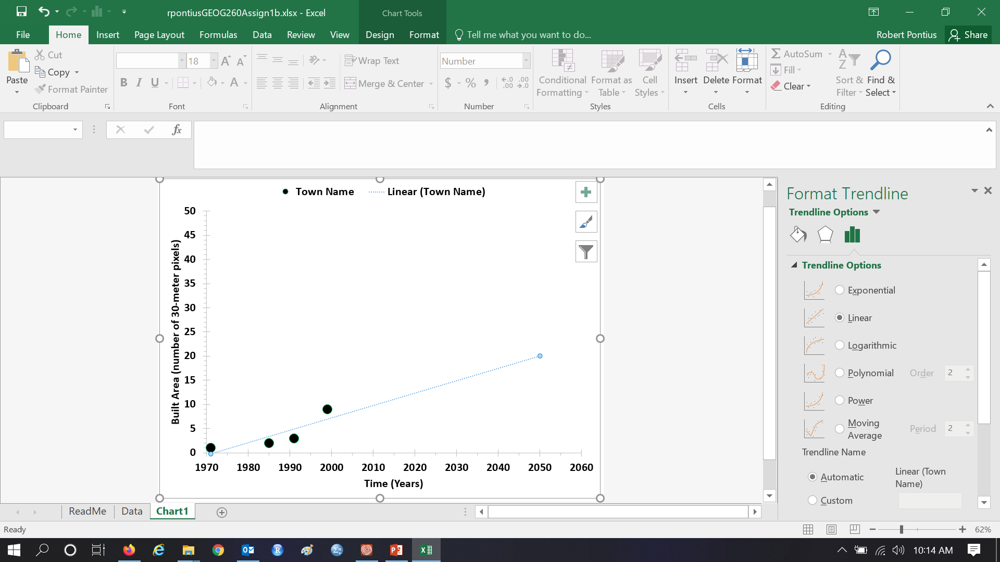 rpontiusGEOG260Assign1b.xlsx - Excel
Chart Tools
File Home Insert Page Layout Formulas Data Review View Design Format Tell me what you want to do... Robert Pontius Share
Cut
Copy
Format Painter
Paste
Clipboard
18
B I U A
Font
Wrap Text
Merge & Center
Alignment
Number
$ % , .00 .00
Number
Conditional Formatting
Format as Table
Cell Styles
Styles
Insert Delete Format
Cells
AutoSum
Fill
Clear
Sort & Filter
Find & Select
Editing
fx
Town Name Linear (Town Name)
50
45
40
35
30
25
20
15
10
5
0
Built Area (number of 30-meter pixels)
1970 1980 1990 2000 2010 2020 2030 2040 2050 2060
Time (Years)
Format Trendline
Trendline Options
Trendline Options
Exponential
Linear
Logarithmic
Polynomial Order 2
Power
Moving Average Period 2
Trendline Name
Automatic Linear (Town Name)
Custom
ReadMe Data Chart1
Ready
62%
10:14 AM